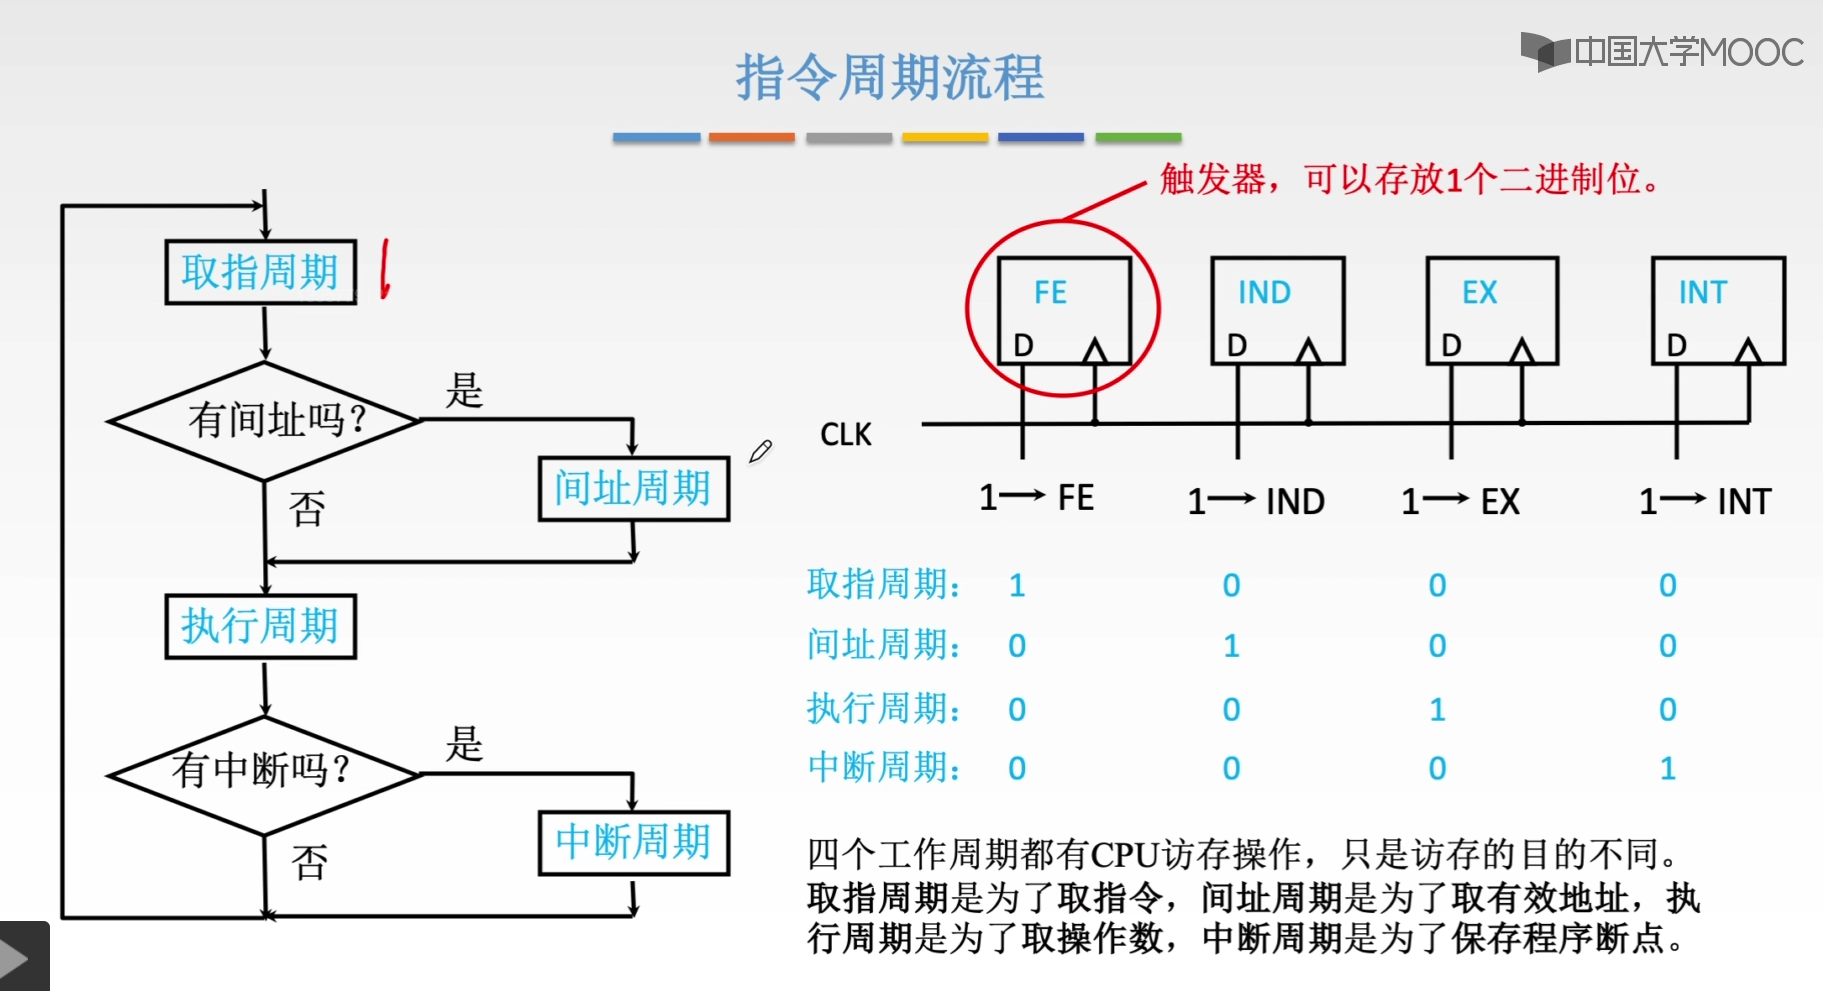 中国大学MOOC
指令周期流程
触发器，可以存放1个二进制位。
取指周期
有间址吗？
是
否
间址周期
执行周期
有中断吗？
是
否
中断周期
FE
D
IND
D
EX
D
INT
D
CLK
1→ FE
1→ IND
1→ EX
1→ INT
取指周期： 1 0 0 0
间址周期： 0 1 0 0
执行周期： 0 0 1 0
中断周期： 0 0 0 1
四个工作周期都有CPU访存操作，只是访存的目的不同。
取指周期是为了取指令，间址周期是为了取有效地址，执
行周期是为了取操作数，中断周期是为了保存程序断点。